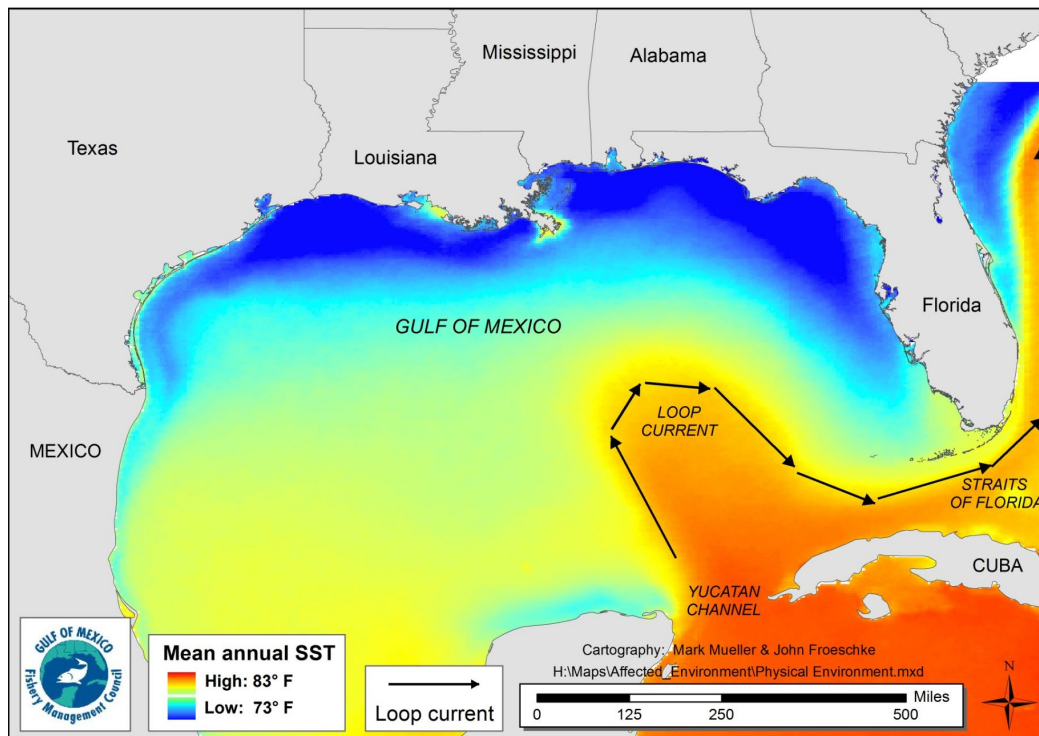 Mississippi
Alabama
Texas
Louisiana
Florida
GULF OF MEXICO
LOOP
CURRENT
MEXICO
STRAITS
OF FLORIDA
CUBA
YUCATAN
CHANNEL
GULF OF MEXICO
Fishery Management Council
Mean annual SST
High: 83° F
Low: 73° F
Loop current
Cartography: Mark Mueller & John Froeschke
H:\Maps\Affected_Environment\Physical Environment.mxd
Miles
0 125 250 500
N